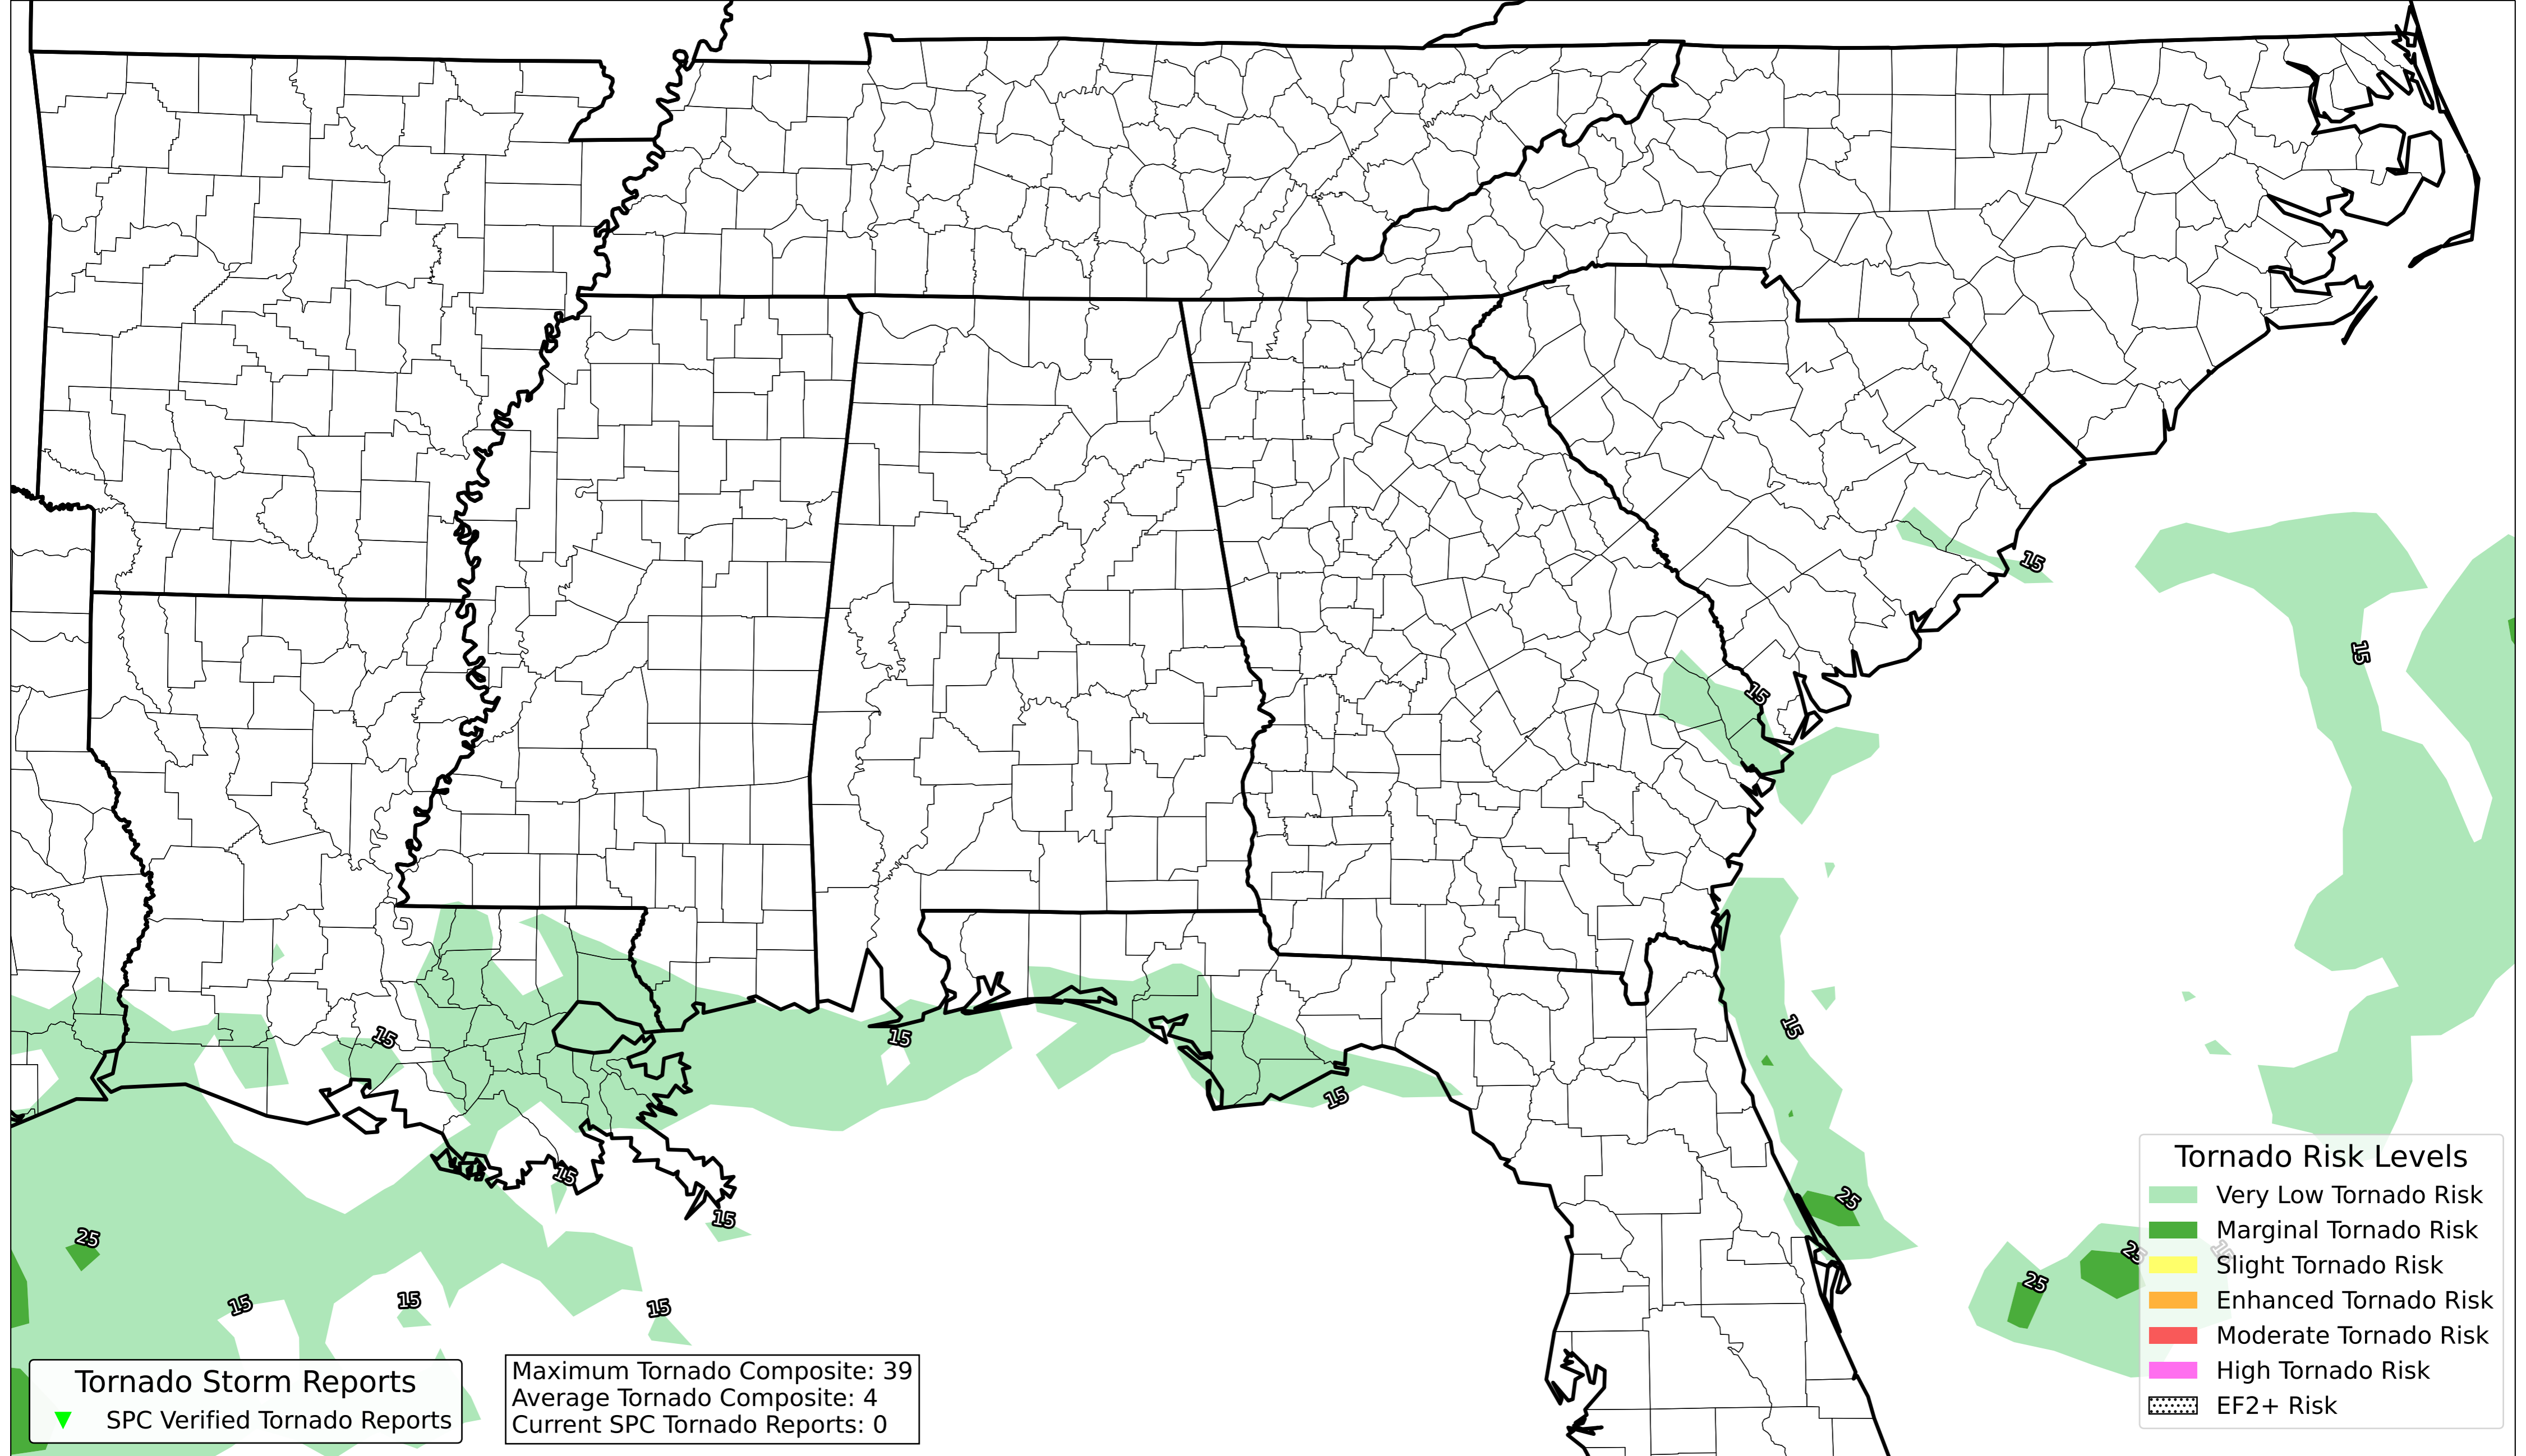 15
15
15
15
15
15
15
25
15
15
25
15
25
25
15
15
15
Tornado Risk Levels
Very Low Tornado Risk
Marginal Tornado Risk
Slight Tornado Risk
Enhanced Tornado Risk
Moderate Tornado Risk
High Tornado Risk
EF2+ Risk
Tornado Storm Reports
SPC Verified Tornado Reports
Maximum Tornado Composite: 39
Average Tornado Composite: 4
Current SPC Tornado Reports: 0